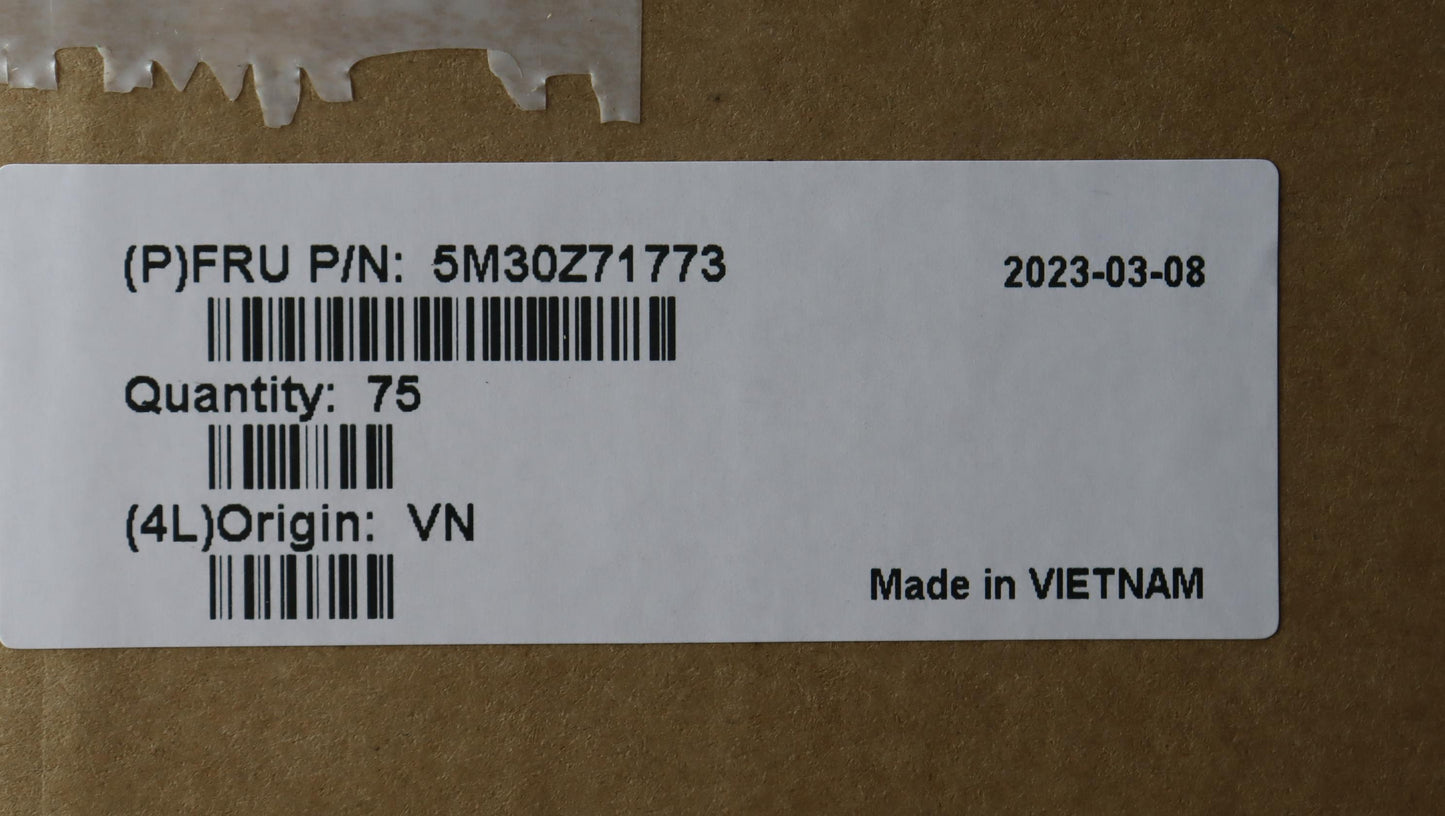 (P)FRU P/N: 5M30Z71773
2023-03-08
Quantity: 75
(4L)Origin: VN
Made in VIETNAM